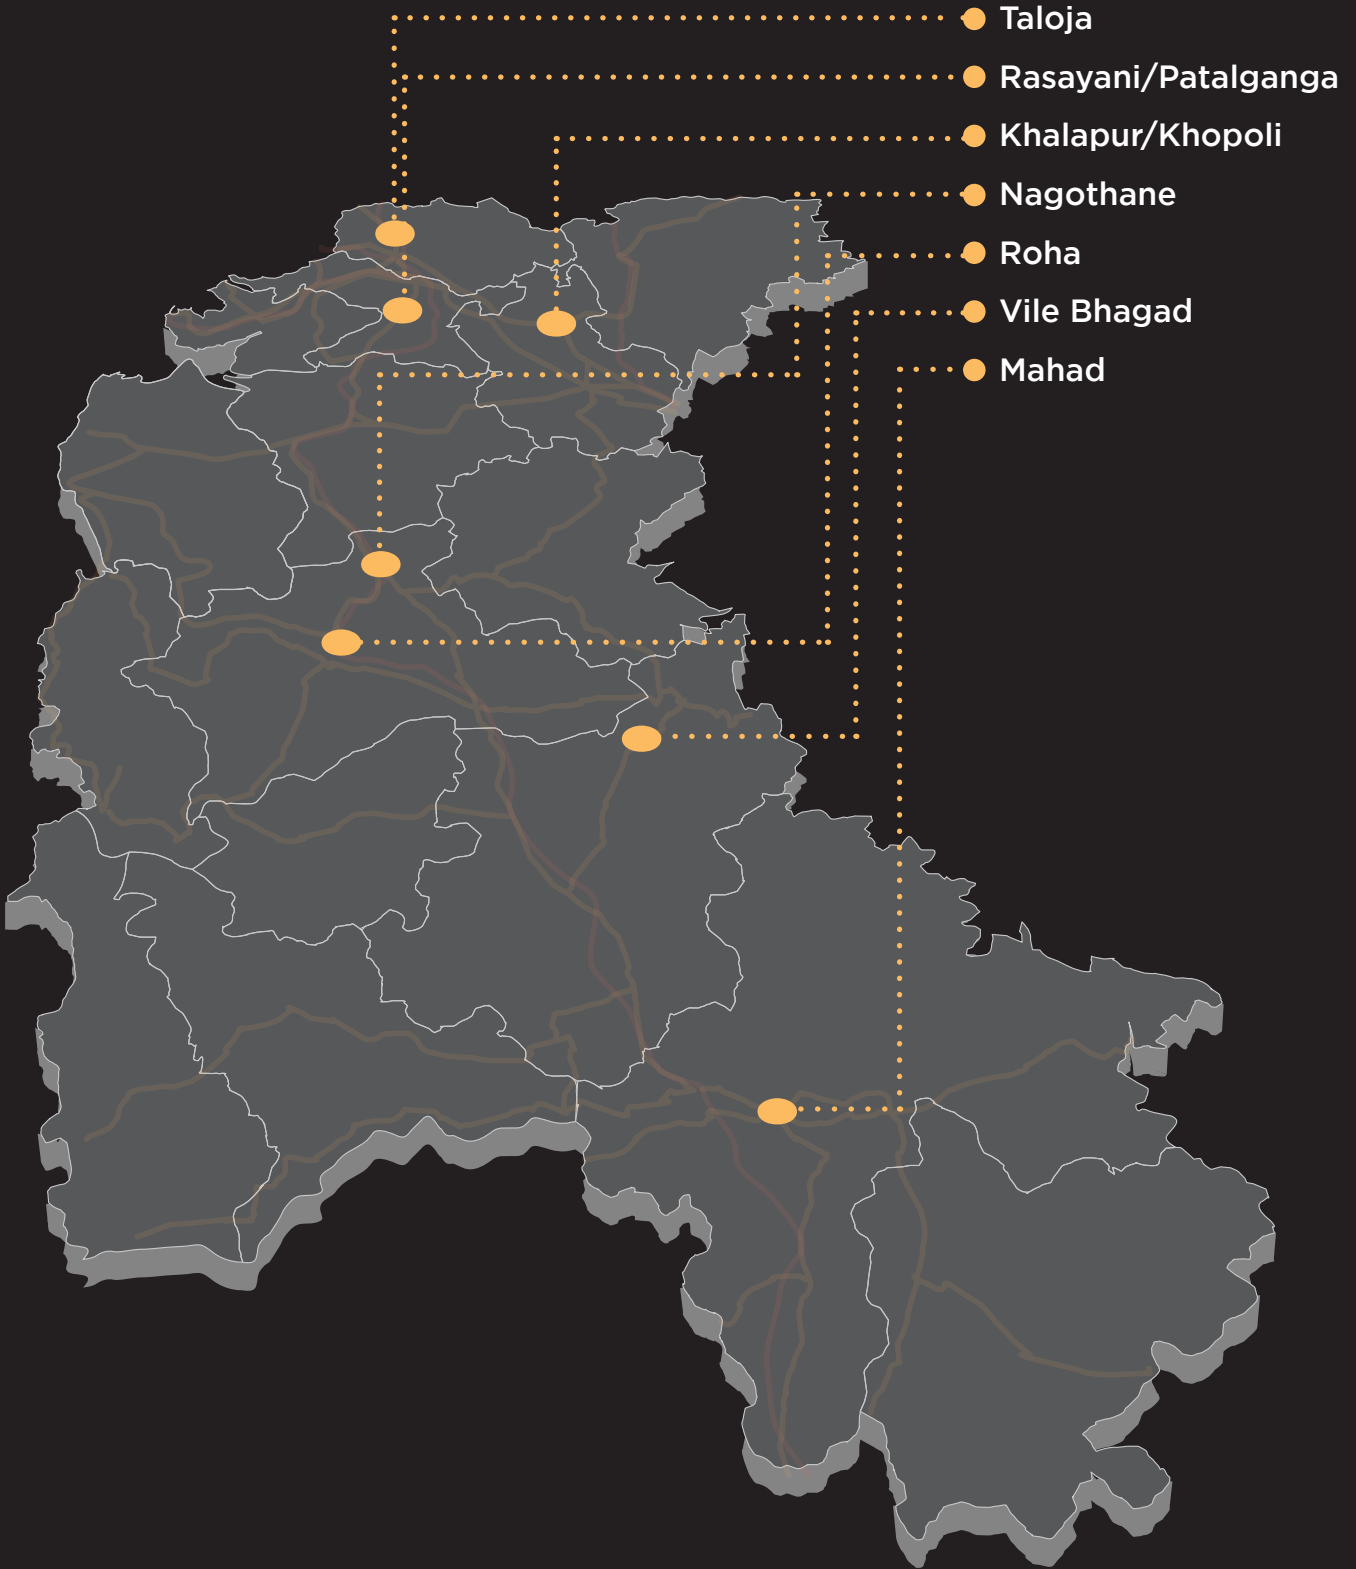 Taloja
Rasayani/Patalganga
Khalapur/Khopoli
Nagothane
Roha
Vile Bhagad
Mahad